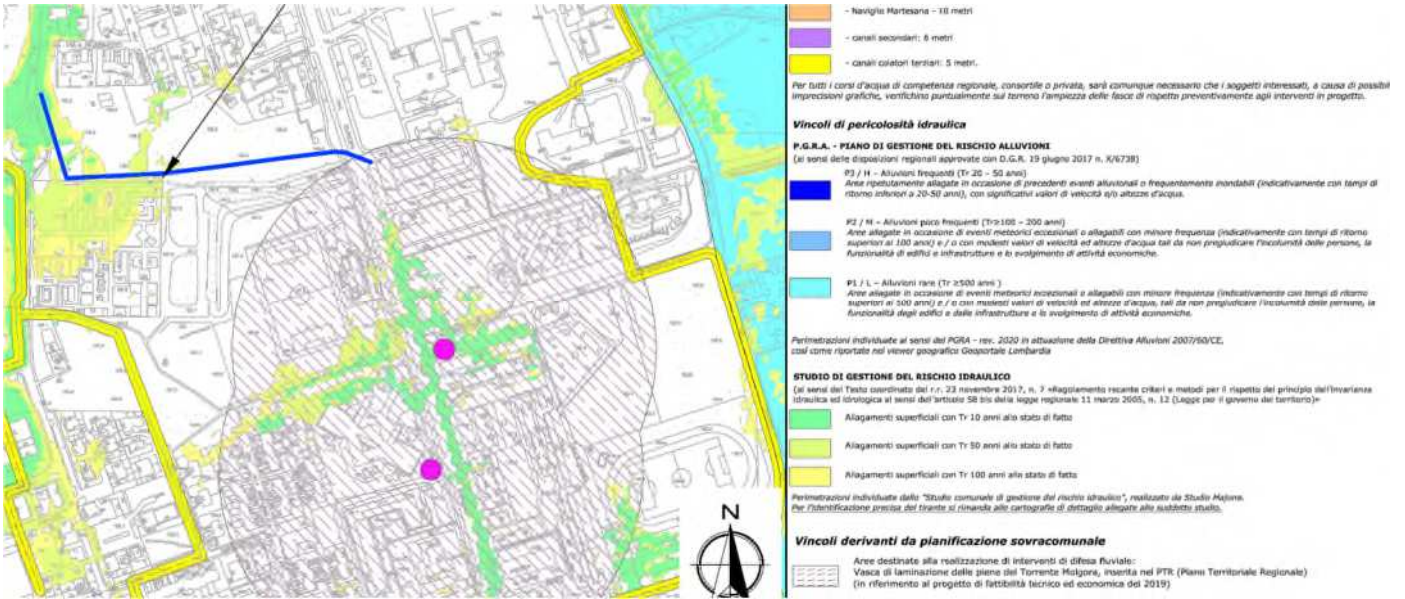 - Naviglio Martesana - 10 metri
- canali secondari: 6 metri
- canali colatori terziari: 5 metri.
Per tutti i corsi d'acqua di competenza regionale, consortile o privata, sarà comunque necessario che i soggetti interessati, a causa di possibili
imprecisioni grafiche, verifichino puntualmente sul terreno l'ampiezza delle fasce di rispetto preventivamente agli interventi in progetto.
Vincoli di pericolosità idraulica
P.G.R.A. - PIANO DI GESTIONE DEL RISCHIO ALLUVIONI
(ai sensi delle disposizioni regionali approvate con D.G.R. 19 giugno 2017 n. X/6738)
P3 / H - Alluvioni frequenti (Tr 20 - 50 anni)
Aree ripetutamente allagate in occasione di precedenti eventi alluvionali o frequentemente inondabili (indicativamente con tempi di
ritorno inferiori a 20-50 anni), con significativi valori di velocità e/o altezze d'acqua.
P2 / M - Alluvioni poco frequenti (Tr≥100 - 200 anni)
Aree allagate in occasione di eventi meteorici eccezionali o allagabili con minore frequenza (indicativamente con tempi di ritorno
superiori ai 100 anni) e / o con modesti valori di velocità ed altezze d'acqua tali da non pregiudicare l'incolumità delle persone, la
funzionalità di edifici e infrastrutture e lo svolgimento di attività economiche.
P1 / L - Alluvioni rare (Tr ≥500 anni )
Aree allagate in occasione di eventi meteorici eccezionali o allagabili con minore frequenza (indicativamente con tempi di ritorno
superiori ai 500 anni) e / o con modesti valori di velocità ed altezze d'acqua, tali da non pregiudicare l'incolumità delle persone, la
funzionalità degli edifici e delle infrastrutture e lo svolgimento di attività economiche.
Perimetrazioni individuate ai sensi del PGRA - rev. 2020 in attuazione della Direttiva Alluvioni 2007/60/CE,
così come riportate nel viewer geografico Geoportale Lombardia
STUDIO DI GESTIONE DEL RISCHIO IDRAULICO
(ai sensi del Testo coordinato del r.r. 23 novembre 2017, n. 7 «Regolamento recante criteri e metodi per il rispetto del principio dell'invarianza
idraulica ed idrologica ai sensi dell'articolo 58 bis della legge regionale 11 marzo 2005, n. 12 (Legge per il governo del territorio)»
Allagamenti superficiali con Tr 10 anni allo stato di fatto
Allagamenti superficiali con Tr 50 anni allo stato di fatto
Allagamenti superficiali con Tr 100 anni allo stato di fatto
Perimetrazioni individuate dallo "Studio comunale di gestione del rischio idraulico", realizzato da Studio Majone.
Per l'identificazione precisa del tirante si rimanda alle cartografie di dettaglio allegate allo suddetto studio.
N
Vincoli derivanti da pianificazione sovracomunale
Aree destinate alla realizzazione di interventi di difesa fluviale:
Vasca di laminazione delle piene del Torrente Molgora, inserita nel PTR (Piano Territoriale Regionale)
(in riferimento al progetto di fattibilità tecnico ed economica del 2019)